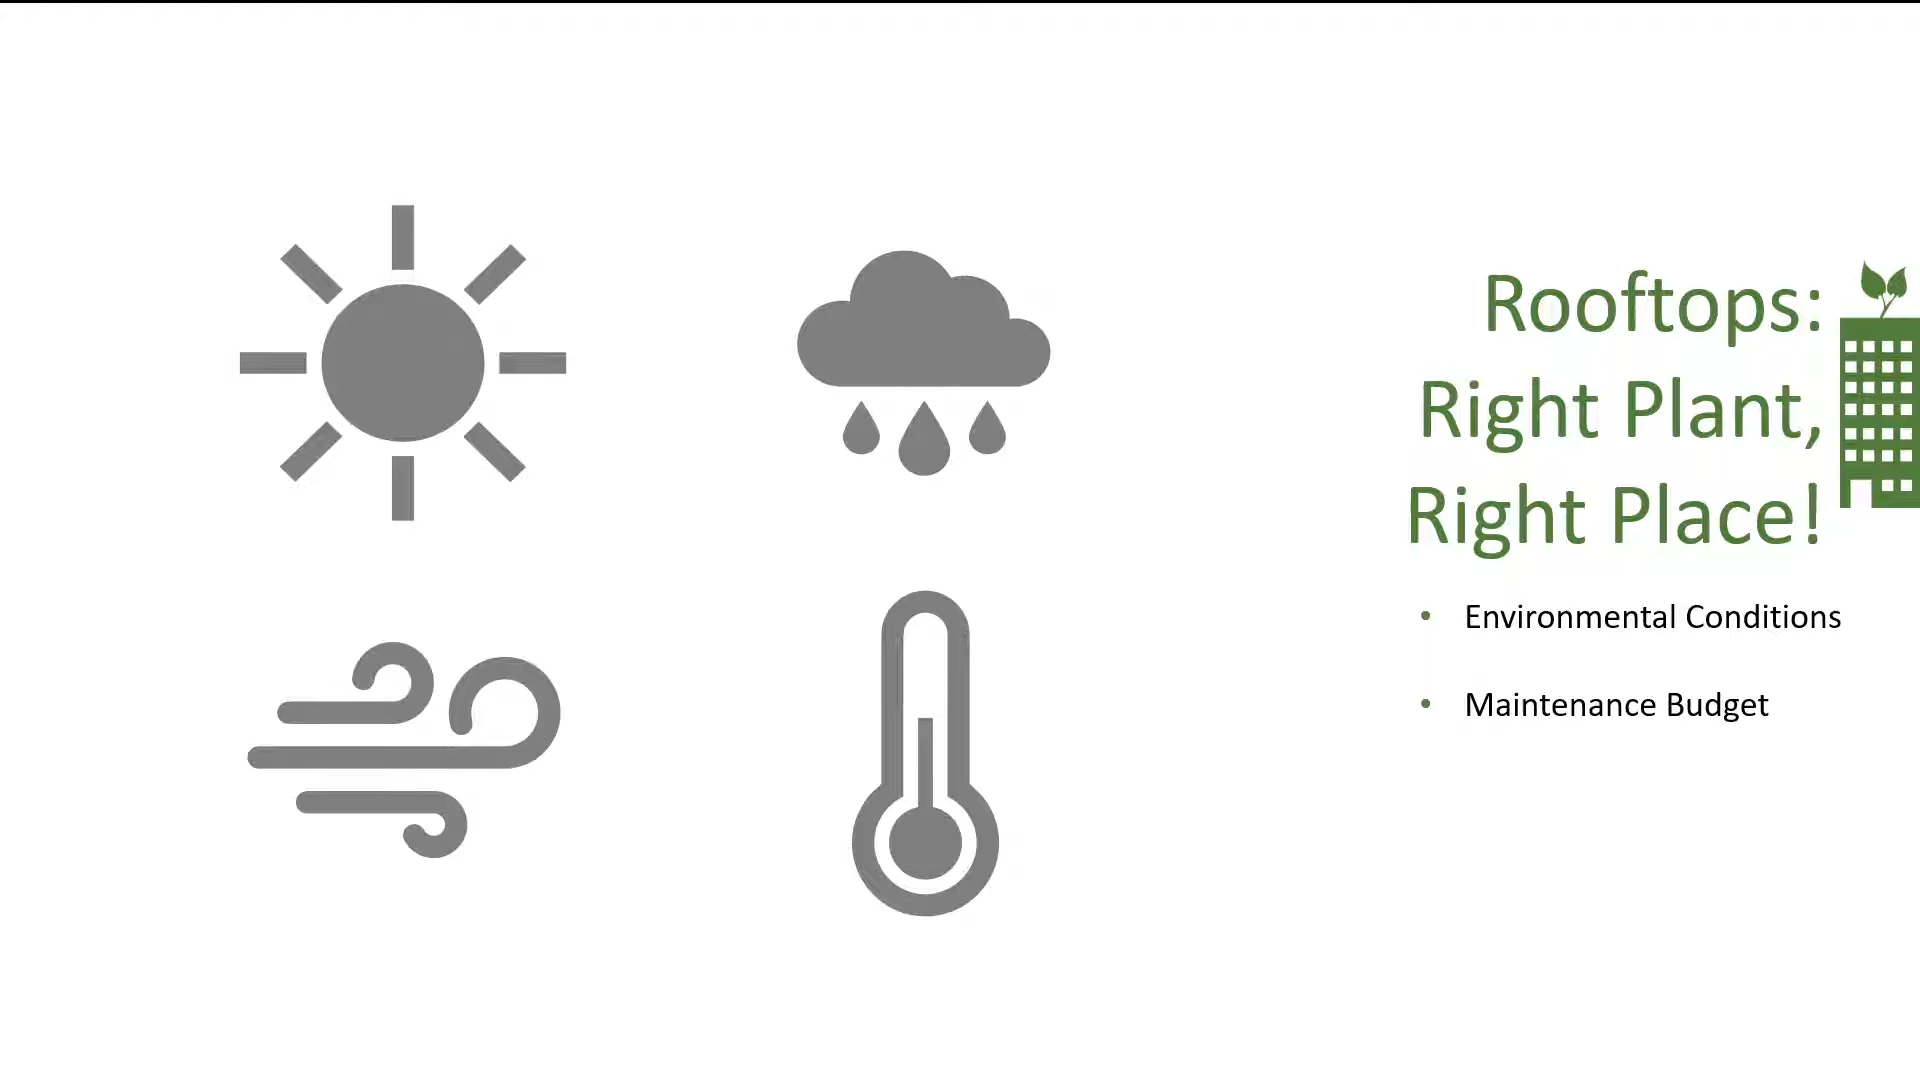 Rooftops:
Right Plant,
Right Place!
• Environmental Conditions
• Maintenance Budget